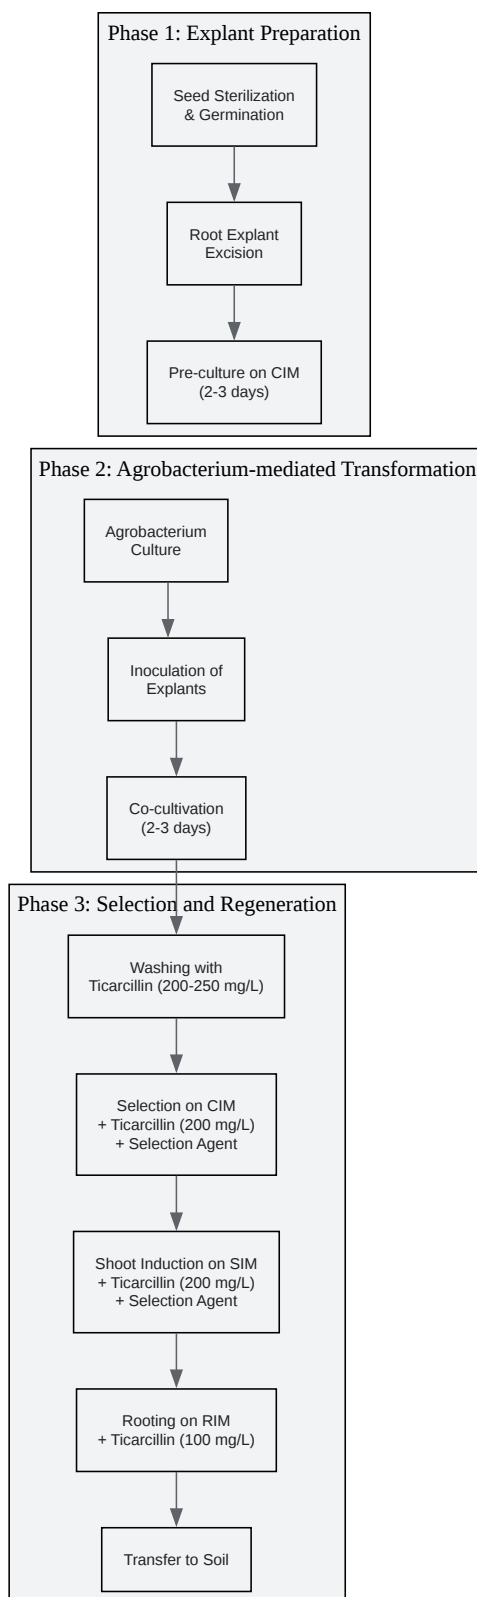 Phase 1: Explant Preparation
Seed Sterilization
& Germination
Root Explant
Excision
Pre-culture on CIM
(2-3 days)
Phase 2: Agrobacterium-mediated Transformation
Agrobacterium
Culture
Inoculation of
Explants
Co-cultivation
(2-3 days)
Phase 3: Selection and Regeneration
Washing with
Ticarcillin (200-250 mg/L)
Selection on CIM
+ Ticarcillin (200 mg/L)
+ Selection Agent
Shoot Induction on SIM
+ Ticarcillin (200 mg/L)
+ Selection Agent
Rooting on RIM
+ Ticarcillin (100 mg/L)
Transfer to Soil